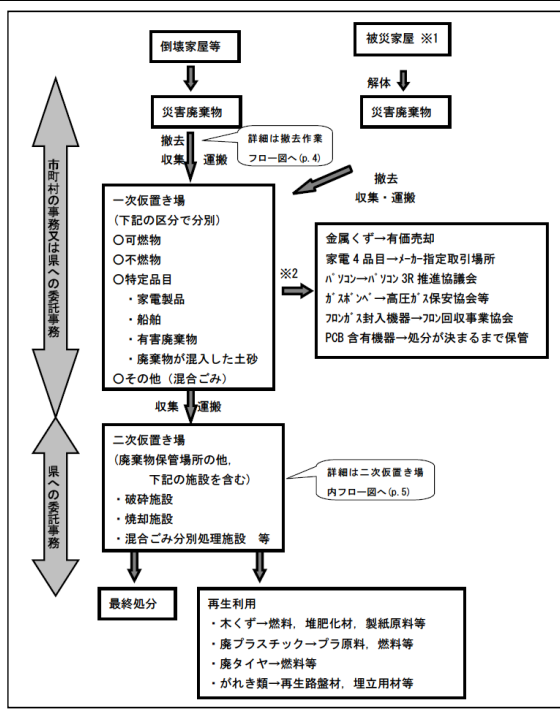 倒壊家屋等
被災家屋 ※1
解体
災害廃棄物
災害廃棄物
撤去
収集 運搬
詳細は撤去作業
フロー図へ(p.4)
撤去
収集・運搬
市町村の事務又は県への委託事務
一次仮置き場
(下記の区分で分別)
〇可燃物
〇不燃物
〇特定品目
・家電製品
・船舶
・有害廃棄物
・廃棄物が混入した土砂
〇その他(混合ごみ)
※2
金属くず→有価売却
家電4品目→メーカー指定取引場所
パソコン→パソコン3R推進協議会
ガスボンベ→高圧ガス保安協会等
フロンガス封入機器→フロン回収事業協会
PCB含有機器→処分が決まるまで保管
収集 運搬
県への委託事務
二次仮置き場
(廃棄物保管場所の他,
下記の施設を含む)
・破砕施設
・焼却施設
・混合ごみ分別処理施設 等
詳細は二次仮置き場
内フロー図へ(p.5)
最終処分
再生利用
・木くず→燃料, 堆肥化材, 製紙原料等
・廃プラスチック→プラ原料, 燃料等
・廃タイヤ→燃料等
・がれき類→再生路盤材, 埋立用材等